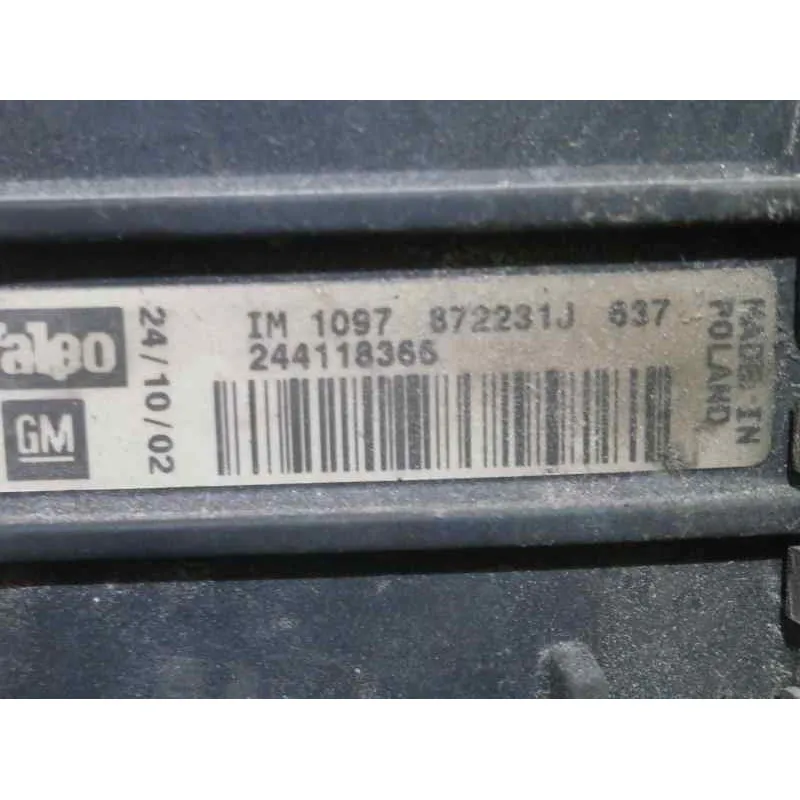 Valeo
GM
24/10/02
IM 1097 872231J 637
244118366
MADE IN
POLAND